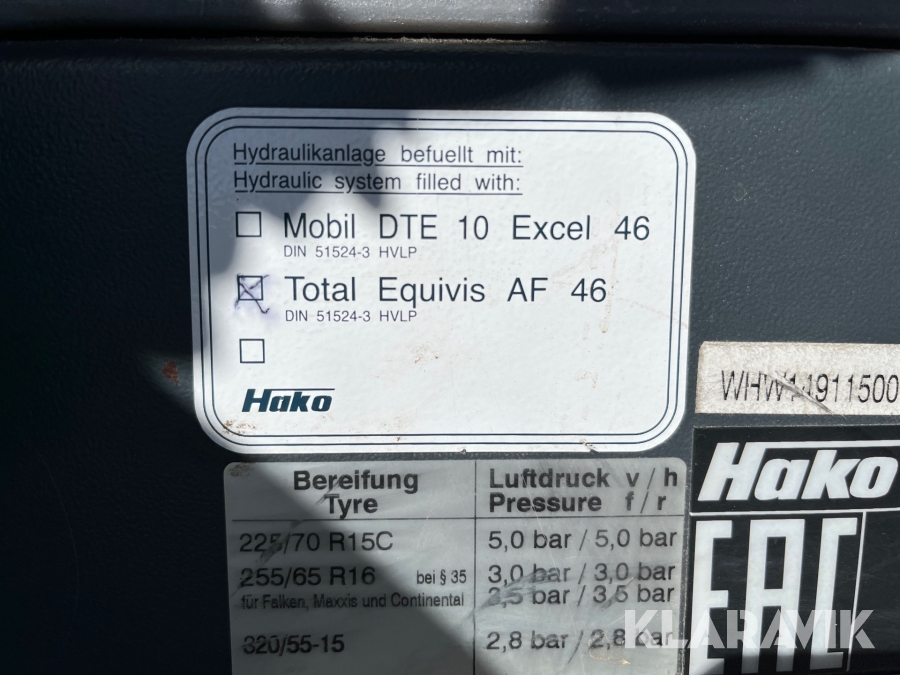 Hydraulikanlage befuellt mit:
Hydraulic system filled with:
Mobil DTE 10 Excel 46
DIN 51524-3 HVLP
Total Equivis AF 46
DIN 51524-3 HVLP
Hako
WHW14911500
Hako
EAC
Bereifung Luftdruck v / h
Tyre Pressure f / r
225/70 R15C 5,0 bar / 5,0 bar
255/65 R16 bei § 35 3,0 bar / 3,0 bar
für Falken, Maxxis und Continental 3,5 bar / 3,5 bar
320/55-15 2,8 bar / 2,8 bar
KLARAVIK